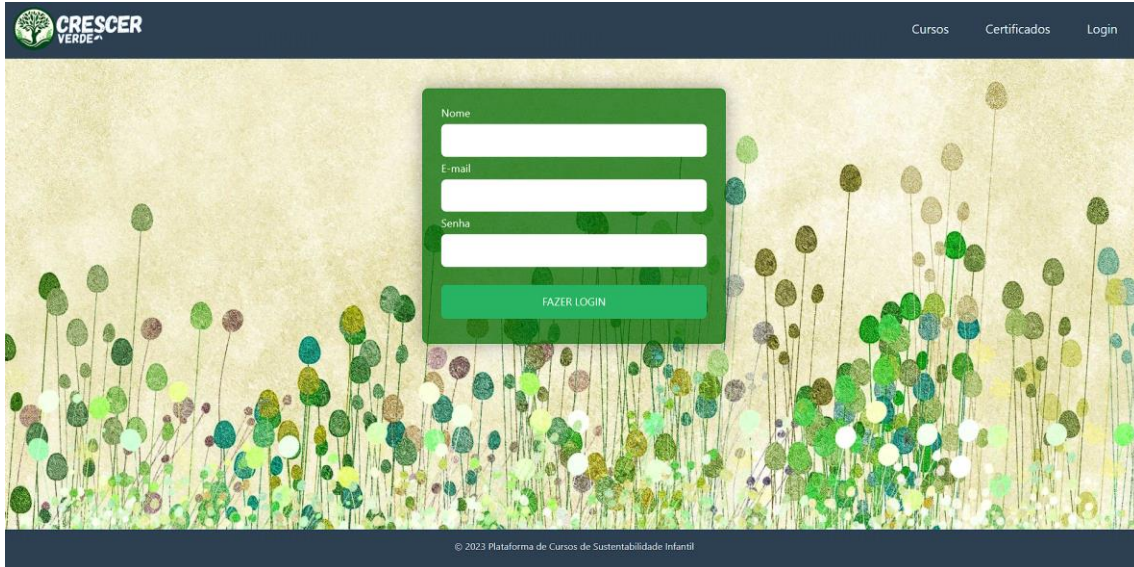 CRESCER
VERDE
Cursos
Certificados
Login
Nome
E-mail
Senha
FAZER LOGIN
© 2023 Plataforma de Cursos de Sustentabilidade Infantil